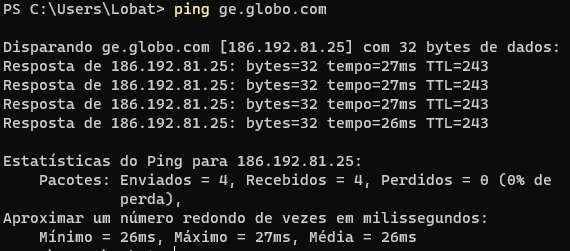 PS C:\Users\Lobat> ping ge.globo.com
Disparando ge.globo.com [186.192.81.25] com 32 bytes de dados:
Resposta de 186.192.81.25: bytes=32 tempo=27ms TTL=243
Resposta de 186.192.81.25: bytes=32 tempo=27ms TTL=243
Resposta de 186.192.81.25: bytes=32 tempo=27ms TTL=243
Resposta de 186.192.81.25: bytes=32 tempo=26ms TTL=243
Estatísticas do Ping para 186.192.81.25:
Pacotes: Enviados = 4, Recebidos = 4, Perdidos = 0 (0% de
perda),
Aproximar um número redondo de vezes em milissegundos:
Mínimo = 26ms, Máximo = 27ms, Média = 26ms